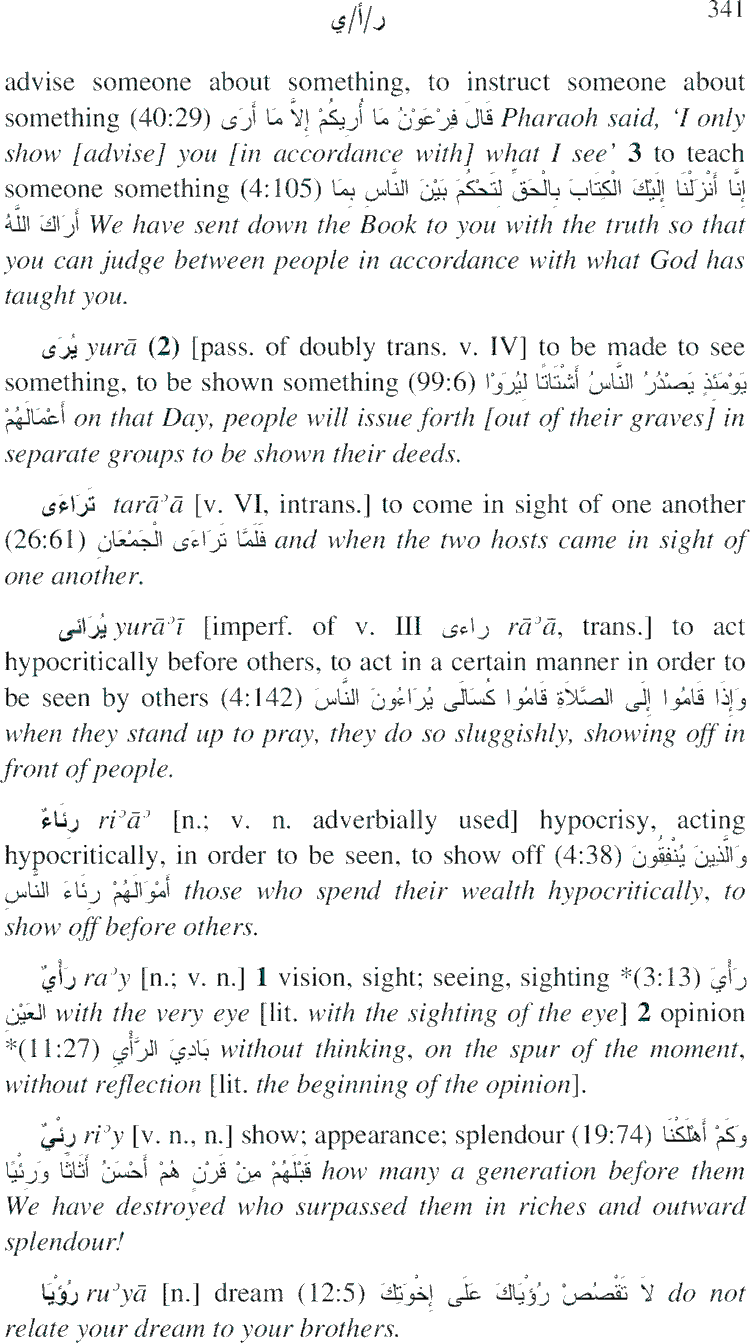 ر/أ/ي 341
advise someone about something, to instruct someone about
something (40:29) قَالَ فِرْعَوْنُ مَا أُرِيكُمْ إِلاَّ مَا أَرَى Pharaoh said, ‘I only
show [advise] you [in accordance with] what I see’ 3 to teach
someone something (4:105) إِنَّا أَنْزَلْنَا إِلَيْكَ الْكِتَابَ بِالْحَقِّ لِتَحْكُمَ بَيْنَ النَّاسِ بِمَا
أَرَاكَ اللَّهُ We have sent down the Book to you with the truth so that
you can judge between people in accordance with what God has
taught you.
يُرَى yurā (2) [pass. of doubly trans. v. IV] to be made to see
something, to be shown something (99:6) يَوْمَئِذٍ يَصْدُرُ النَّاسُ أَشْتَاتًا لِيُرَوْا
أَعْمَالَهُمْ on that Day, people will issue forth [out of their graves] in
separate groups to be shown their deeds.
تَرَاءَى tarāʾā [v. VI, intrans.] to come in sight of one another
(26:61) فَلَمَّا تَرَاءَى الْجَمْعَانِ and when the two hosts came in sight of
one another.
يُرَائى yurāʾī [imperf. of v. III راءى rāʾā, trans.] to act
hypocritically before others, to act in a certain manner in order to
be seen by others (4:142) وَإِذَا قَامُوا إِلَى الصَّلاَةِ قَامُوا كُسَالَى يُرَاءُونَ النَّاسَ
when they stand up to pray, they do so sluggishly, showing off in
front of people.
رِئَاءٌ riʾāʾ [n.; v. n. adverbially used] hypocrisy, acting
hypocritically, in order to be seen, to show off (4:38) وَالَّذِينَ يُنْفِقُونَ
أَمْوَالَهُمْ رِئَاءَ النَّاسِ those who spend their wealth hypocritically, to
show off before others.
رَأْيٌ raʾy [n.; v. n.] 1 vision, sight; seeing, sighting *(3:13) رَأْيَ
العَيْنِ with the very eye [lit. with the sighting of the eye] 2 opinion
*(11:27) بَادِيَ الرَّأْيِ without thinking, on the spur of the moment,
without reflection [lit. the beginning of the opinion].
رِئْيٌ riʾy [v. n., n.] show; appearance; splendour (19:74) وَكَمْ أَهْلَكْنَا
قَبْلَهُمْ مِنْ قَرْنٍ هُمْ أَحْسَنُ أَثَاثًا وَرِئْيًا how many a generation before them
We have destroyed who surpassed them in riches and outward
splendour!
رُؤْيَا ruʾyā [n.] dream (12:5) لاَ تَقْصُصْ رُؤْيَاكَ عَلَى إِخْوَتِكَ do not
relate your dream to your brothers.